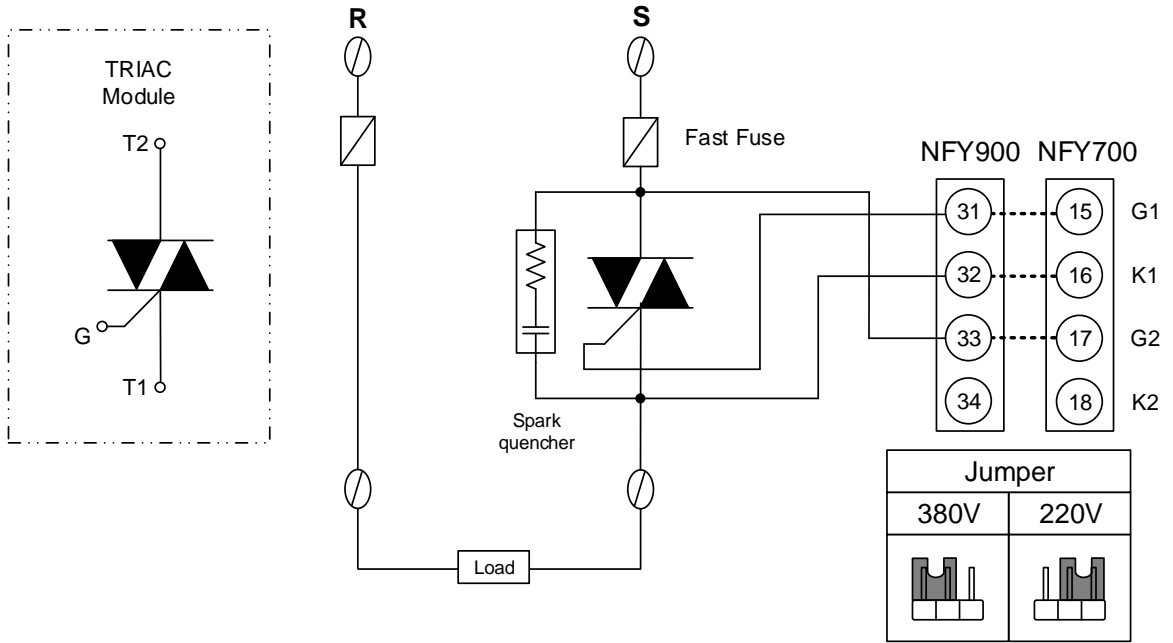 TRIAC
Module
T2
G
T1
R
S
Fast Fuse
Spark
quencher
Load
NFY900 NFY700
31 15 G1
32 16 K1
33 17 G2
34 18 K2
Jumper
380V 220V